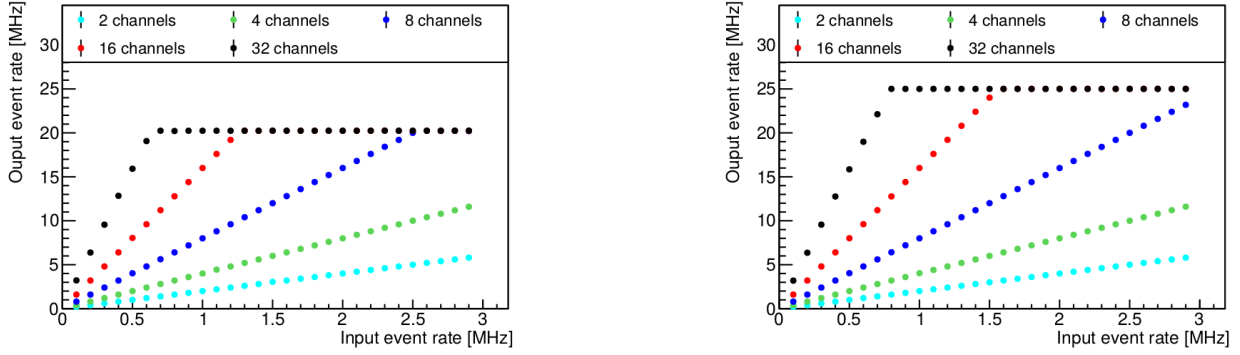 2 channels 4 channels 8 channels
16 channels 32 channels
Ouput event rate [MHz]
30
25
20
15
10
5
0
0 0.5 1 1.5 2 2.5 3
Input event rate [MHz]
2 channels 4 channels 8 channels
16 channels 32 channels
Ouput event rate [MHz]
30
25
20
15
10
5
0
0 0.5 1 1.5 2 2.5 3
Input event rate [MHz]